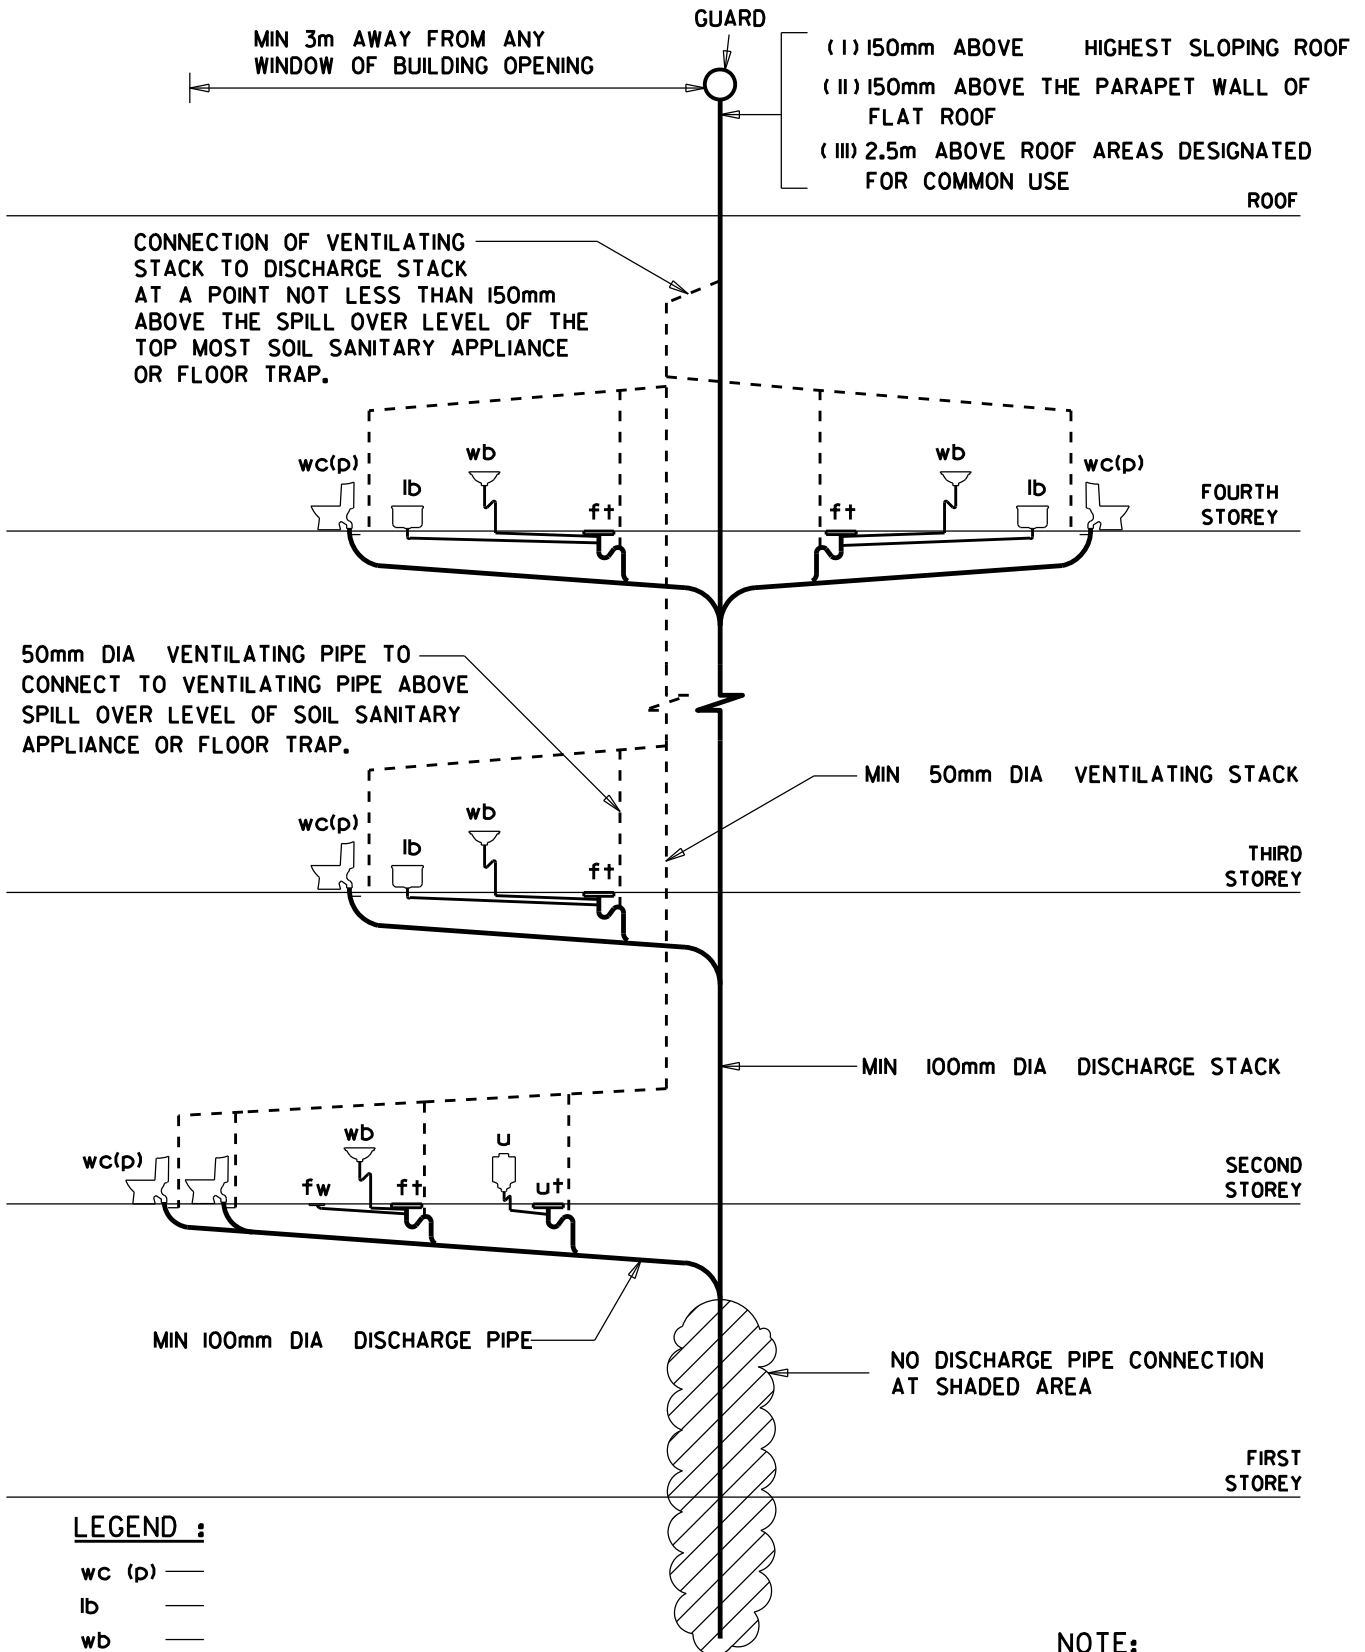 GUARD
MIN 3m AWAY FROM ANY
WINDOW OF BUILDING OPENING
(I) 150mm ABOVE HIGHEST SLOPING ROOF
(II) 150mm ABOVE THE PARAPET WALL OF
FLAT ROOF
(III) 2.5m ABOVE ROOF AREAS DESIGNATED
FOR COMMON USE
ROOF
CONNECTION OF VENTILATING
STACK TO DISCHARGE STACK
AT A POINT NOT LESS THAN 150mm
ABOVE THE SPILL OVER LEVEL OF THE
TOP MOST SOIL SANITARY APPLIANCE
OR FLOOR TRAP.
wc(p)
lb
wb
ft
ft
wb
lb
wc(p)
FOURTH
STOREY
50mm DIA VENTILATING PIPE TO
CONNECT TO VENTILATING PIPE ABOVE
SPILL OVER LEVEL OF SOIL SANITARY
APPLIANCE OR FLOOR TRAP.
MIN 50mm DIA VENTILATING STACK
wc(p)
lb
wb
ft
THIRD
STOREY
MIN 100mm DIA DISCHARGE STACK
wc(p)
fw
wb
ft
u
ut
SECOND
STOREY
MIN 100mm DIA DISCHARGE PIPE
NO DISCHARGE PIPE CONNECTION
AT SHADED AREA
FIRST
STOREY
LEGEND :
wc (p)
lb
wb
NOTE: